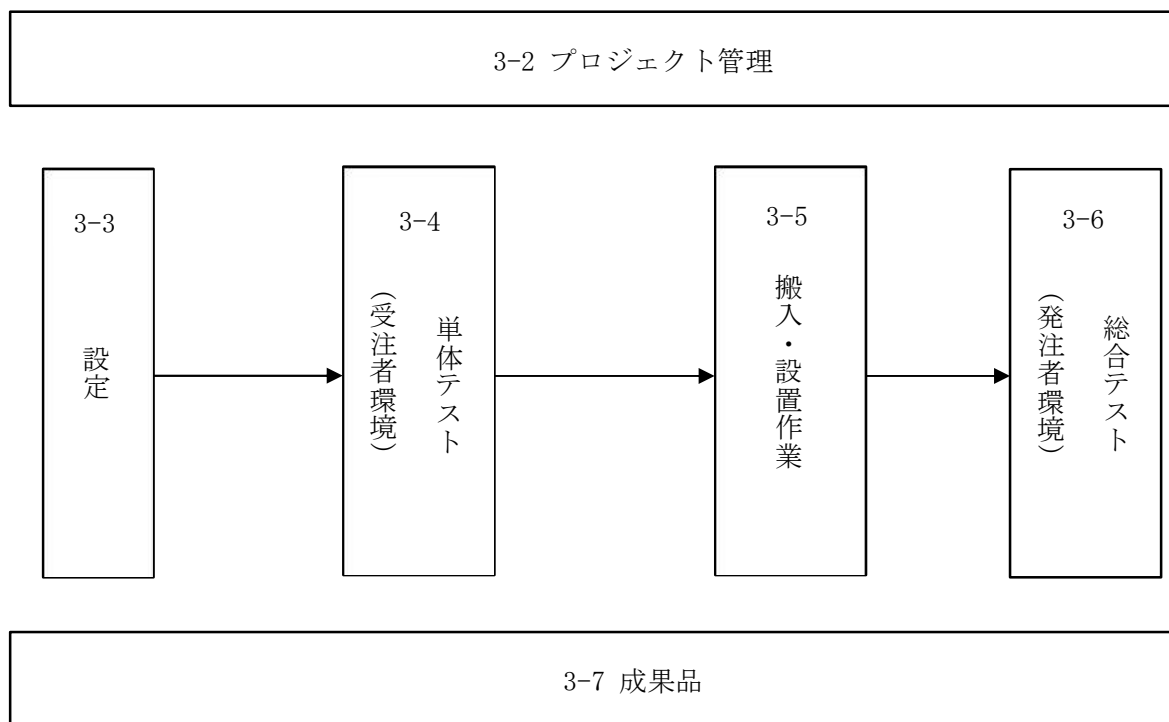 3-2 プロジェクト管理
3-3
設定
3-4
単体テスト
(受注者環境)
3-5
搬入・設置作業
3-6
総合テスト
(発注者環境)
3-7 成果品